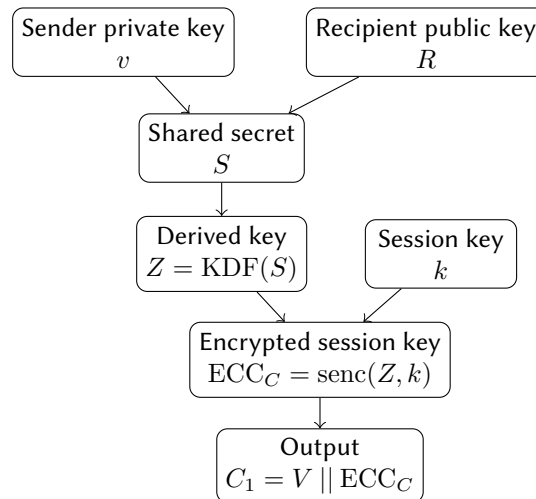 Sender private key
v
Recipient public key
R
Shared secret
S
Derived key
Z = KDF(S)
Session key
k
Encrypted session key
ECC_C = senc(Z, k)
Output
C_1 = V || ECC_C